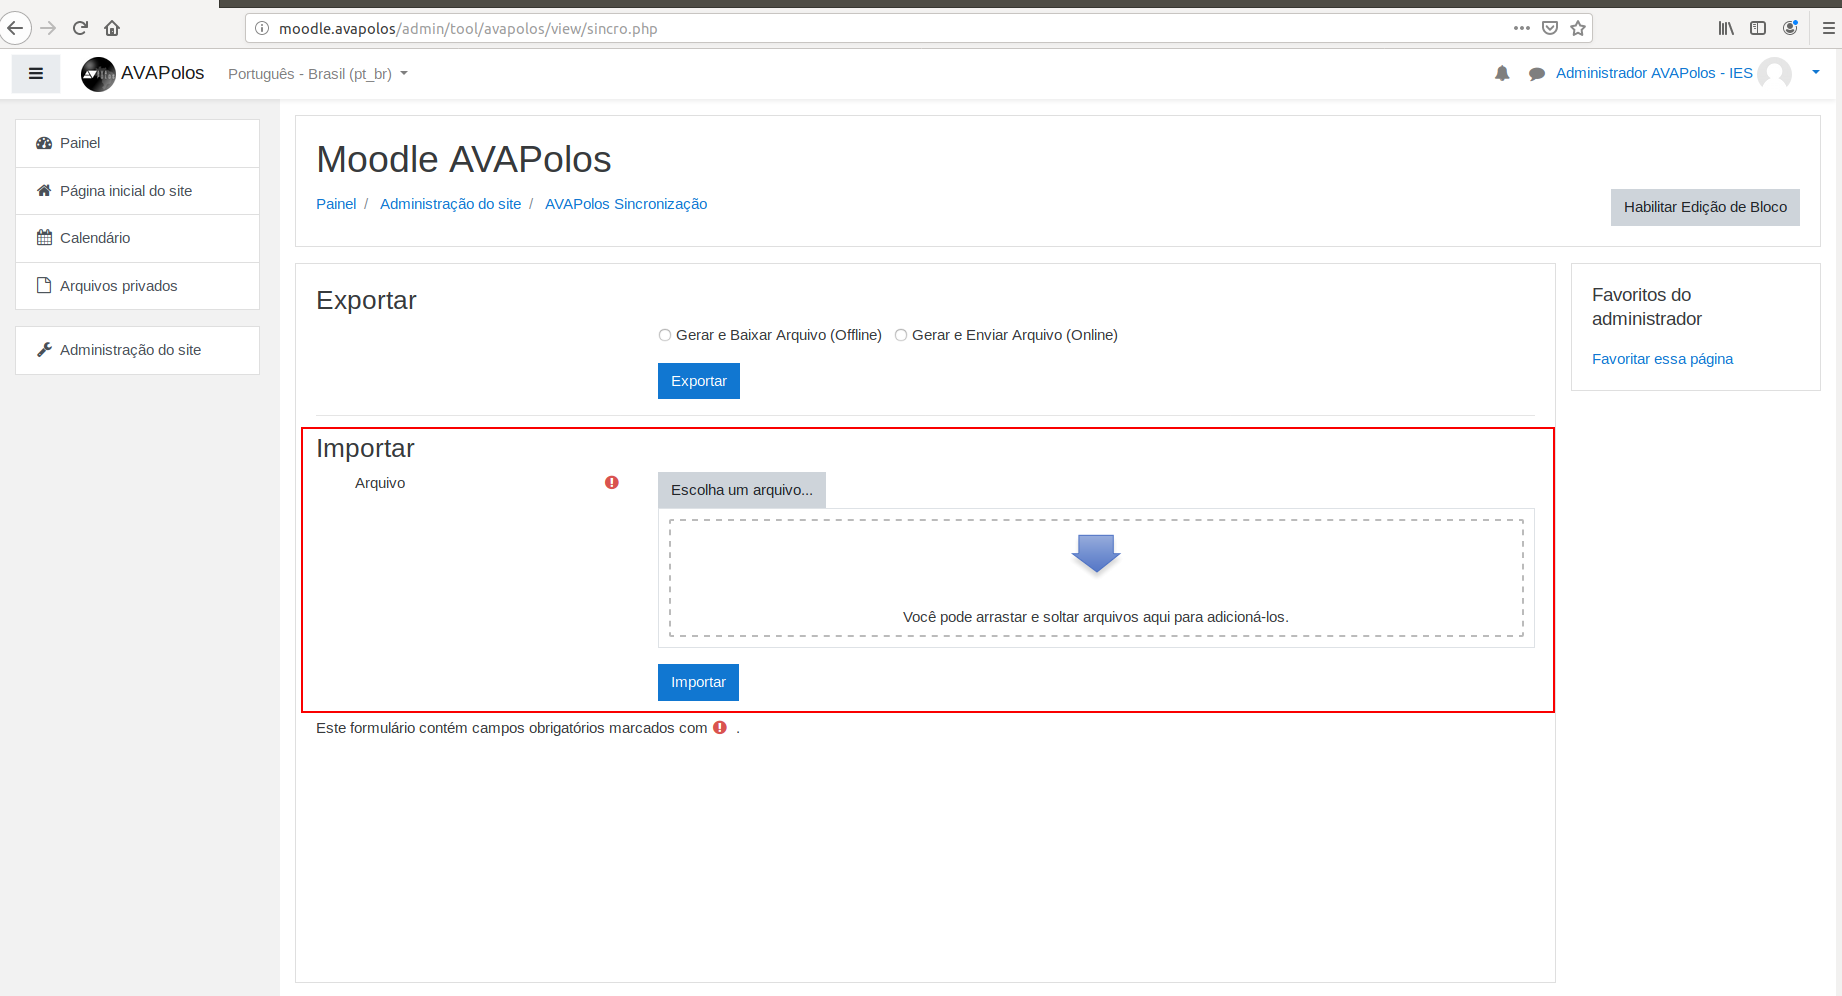 moodle.avapolos/admin/tool/avapolos/view/sincro.php
AVAPolos
Português - Brasil (pt_br)
Administrador AVAPolos - IES
Painel
Página inicial do site
Calendário
Arquivos privados
Administração do site
Moodle AVAPolos
Painel / Administração do site / AVAPolos Sincronização
Habilitar Edição de Bloco
Exportar
Gerar e Baixar Arquivo (Offline) Gerar e Enviar Arquivo (Online)
Exportar
Importar
Arquivo
Escolha um arquivo...
Você pode arrastar e soltar arquivos aqui para adicioná-los.
Importar
Este formulário contém campos obrigatórios marcados com .
Favoritos do
administrador
Favoritar essa página